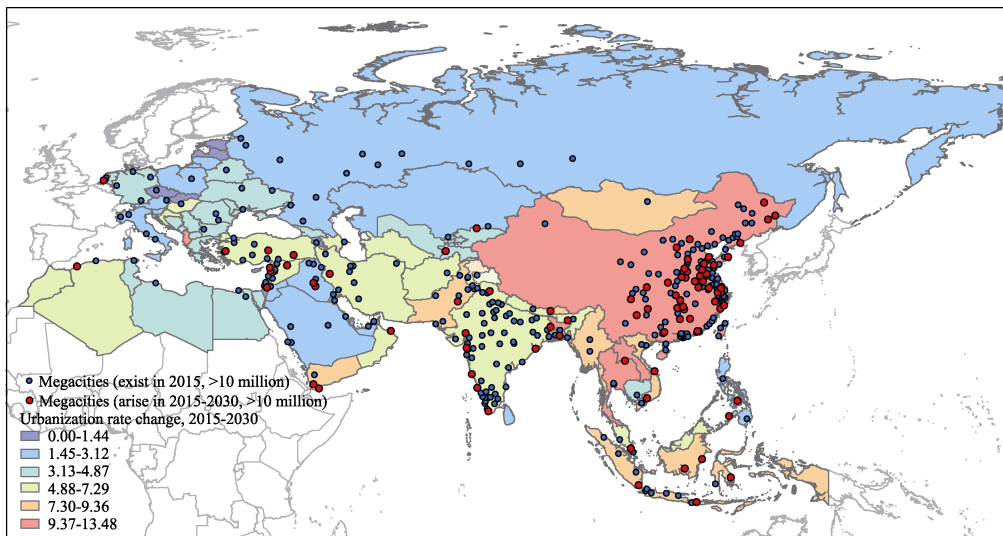 Megacities (exist in 2015, >10 million)
Megacities (arise in 2015-2030, >10 million)
Urbanization rate change, 2015-2030
0.00-1.44
1.45-3.12
3.13-4.87
4.88-7.29
7.30-9.36
9.37-13.48